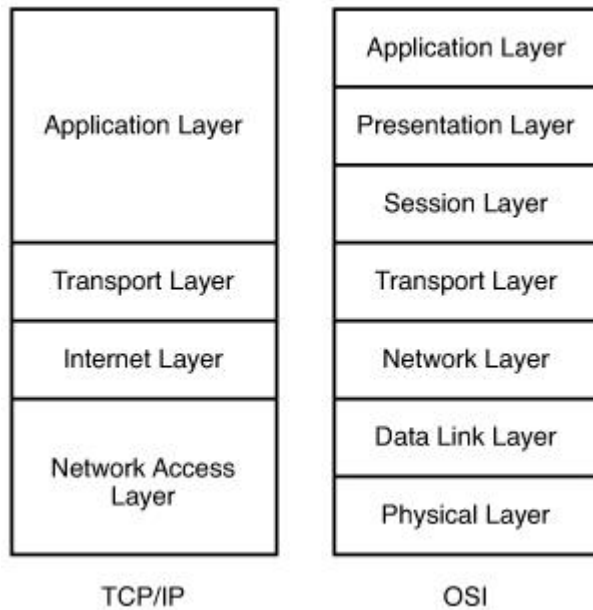 Application Layer
Transport Layer
Internet Layer
Network Access
Layer
TCP/IP
Application Layer
Presentation Layer
Session Layer
Transport Layer
Network Layer
Data Link Layer
Physical Layer
OSI